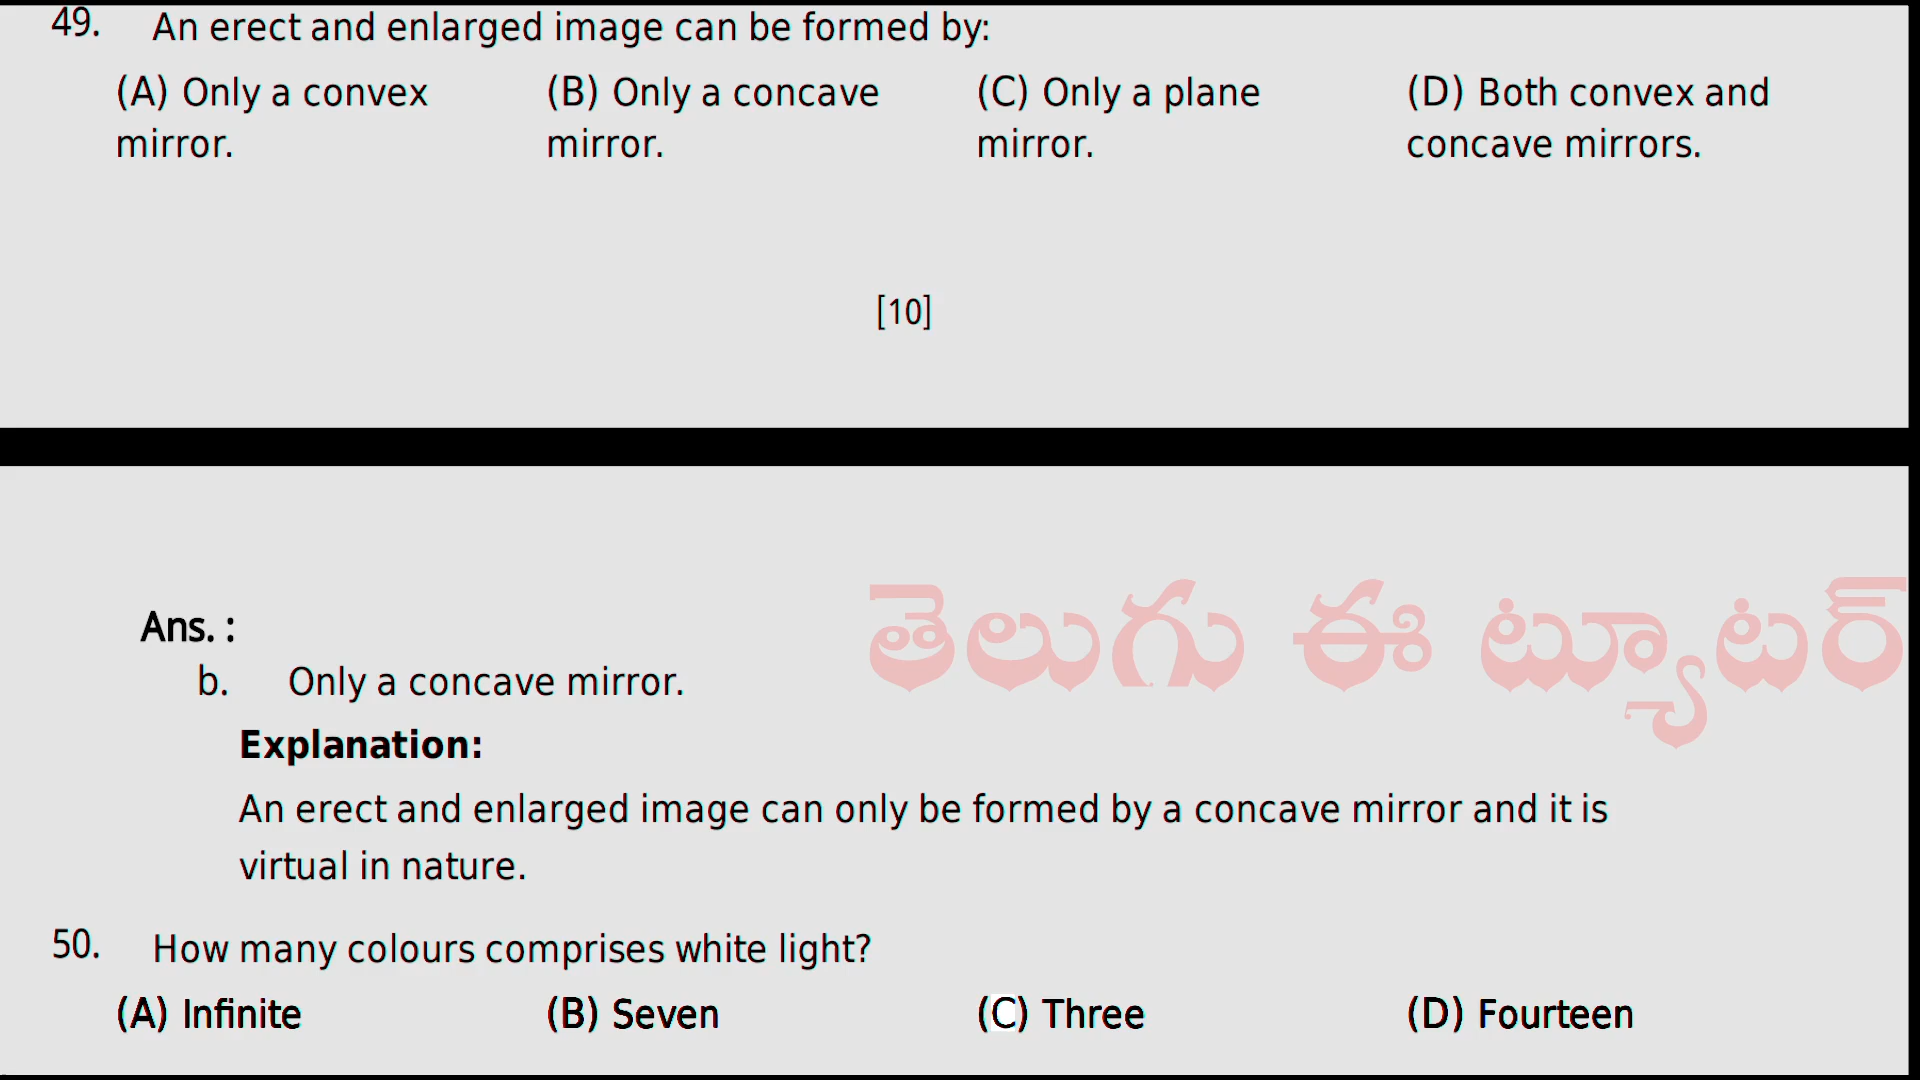 49. An erect and enlarged image can be formed by:
(A) Only a convex mirror. (B) Only a concave mirror. (C) Only a plane mirror. (D) Both convex and concave mirrors.
[10]
తెలుగు ఈ ట్యూటర్
Ans. :
b. Only a concave mirror.
Explanation:
An erect and enlarged image can only be formed by a concave mirror and it is
virtual in nature.
50. How many colours comprises white light?
(A) Infinite (B) Seven (C) Three (D) Fourteen